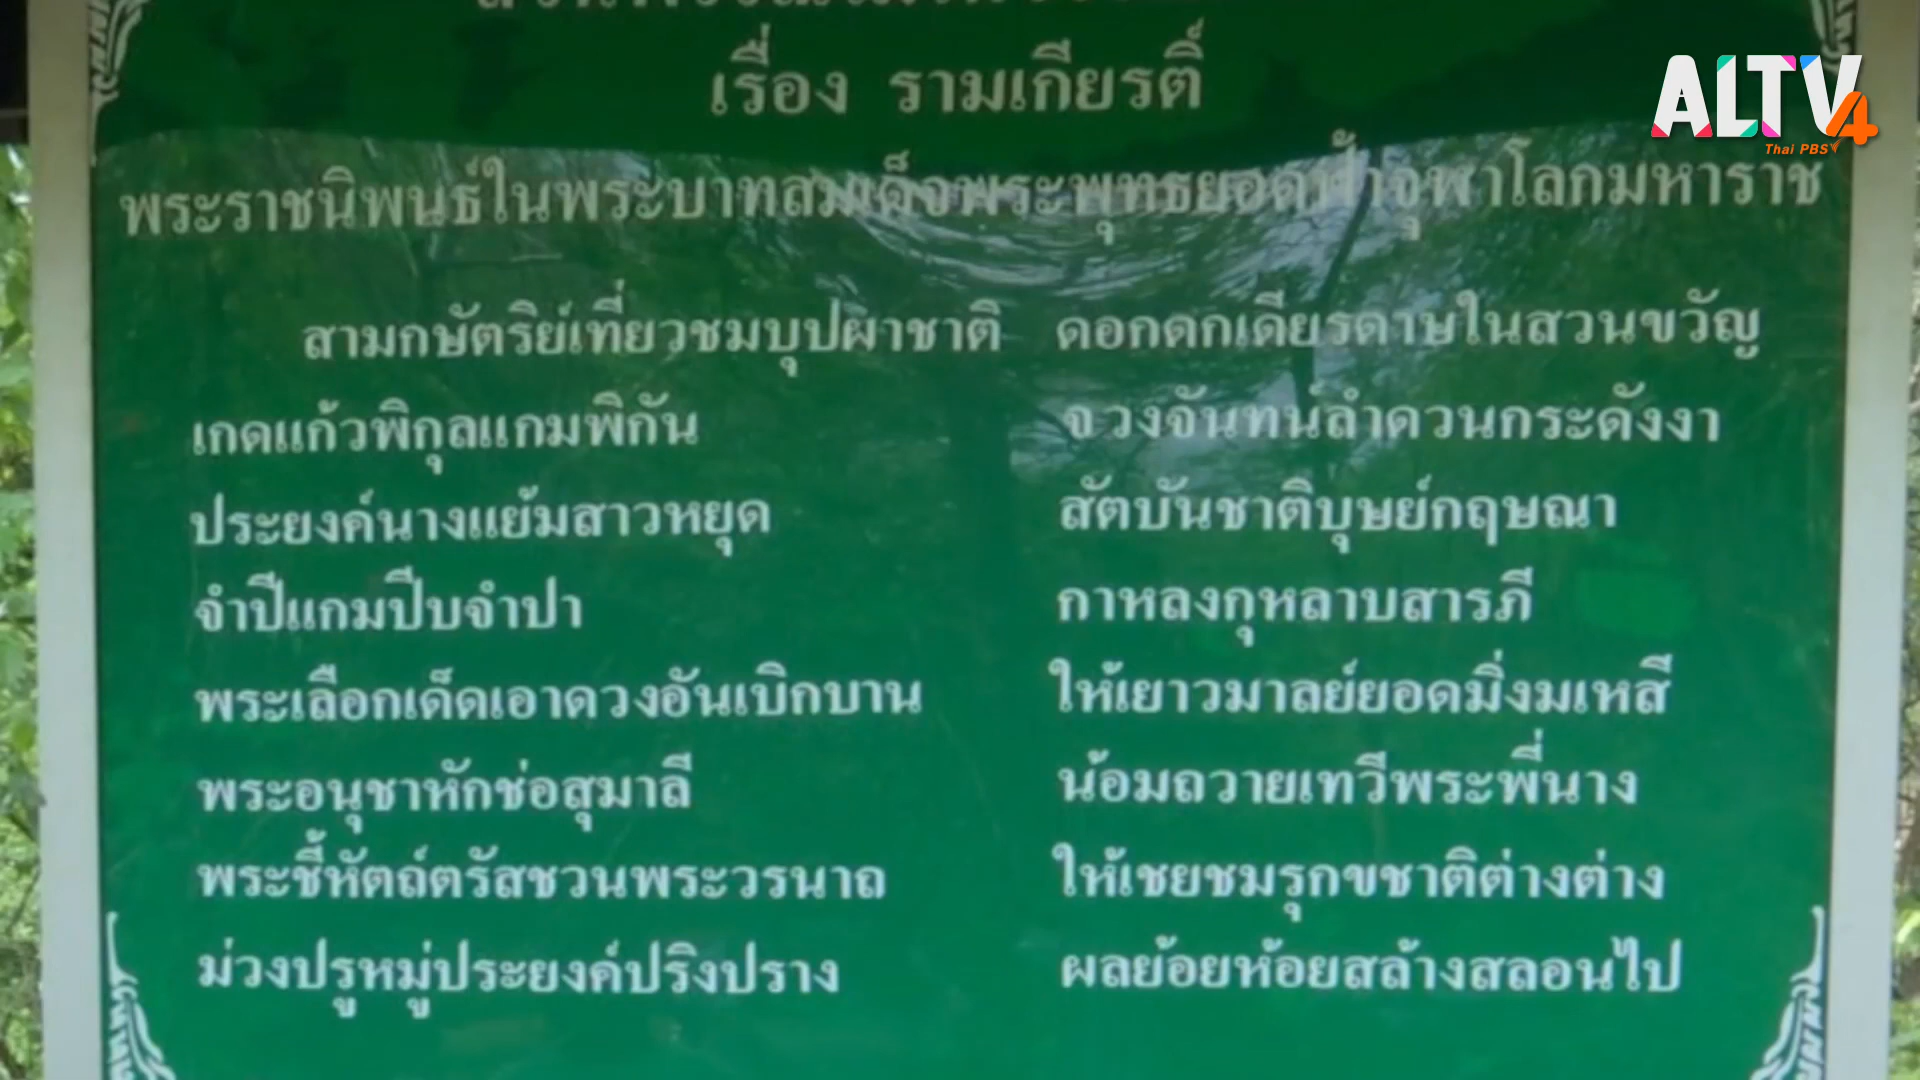 เรื่อง รามเกียรติ์
พระราชนิพนธ์ในพระบาทสมเด็จพระพุทธยอดฟ้าจุฬาโลกมหาราช
สามกษัตริย์เที่ยวชมบุปผาชาติ ดอกดกเดียรดาษในสวนขวัญ
เกดแก้วพิกุลแกมพิกัน จวงจันทน์ลำดวนกระดังงา
ประยงค์นางแย้มสาวหยุด สัตบันชาติบุษย์กฤษณา
จำปีแกมปีบจำปา กาหลงกุหลาบสารภี
พระเลือกเด็ดเอาดวงอันเบิกบาน ให้เยาวมาลย์ยอดมิ่งมเหสี
พระอนุชาหักช่อสุมาลี น้อมถวายเทวีพระพี่นาง
พระชี้หัตถ์ตรัสชวนพระวรนาถ ให้เชยชมรุกขชาติต่างต่าง
ม่วงปรูหมู่ประยงค์ปริงปราง ผลย้อยห้อยสล้างสลอนไป
ALTV4
Thai PBS